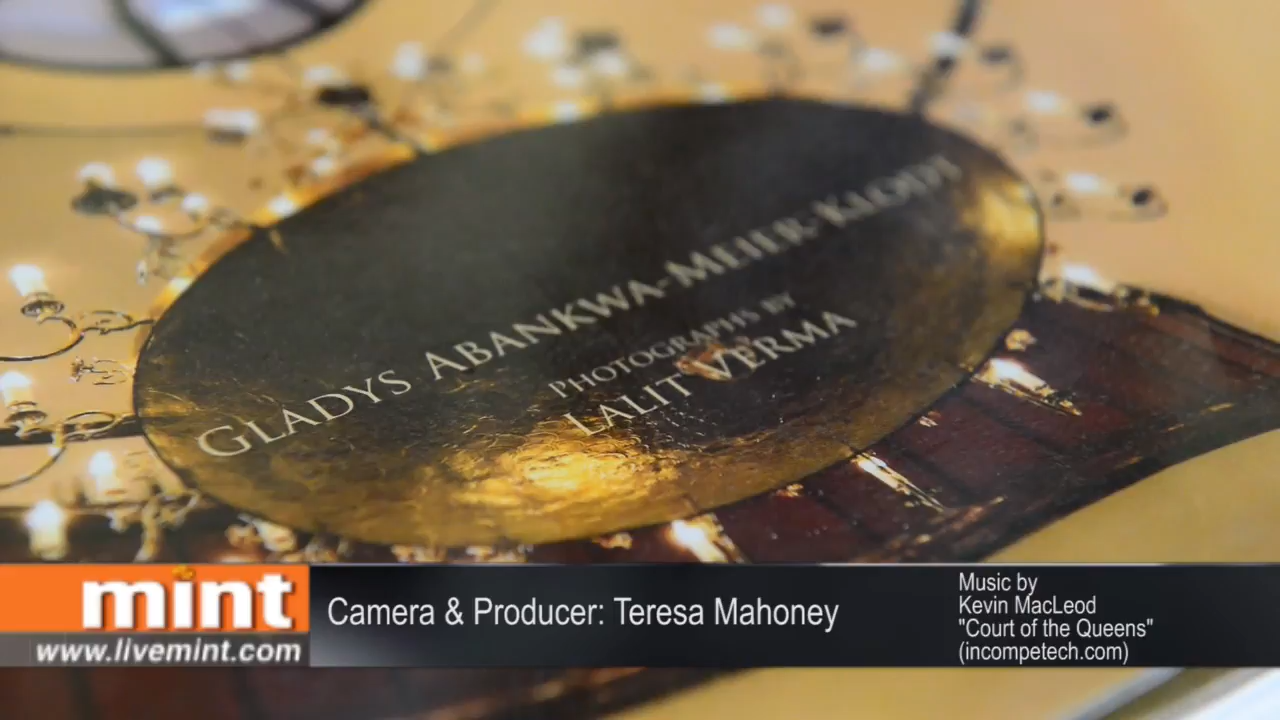 GLADYS ABANKWA-MEIER-KLODT
PHOTOGRAPHS BY
LALIT VERMA
mint
www.livemint.com
Camera & Producer: Teresa Mahoney
Music by
Kevin MacLeod
"Court of the Queens"
(incompetech.com)